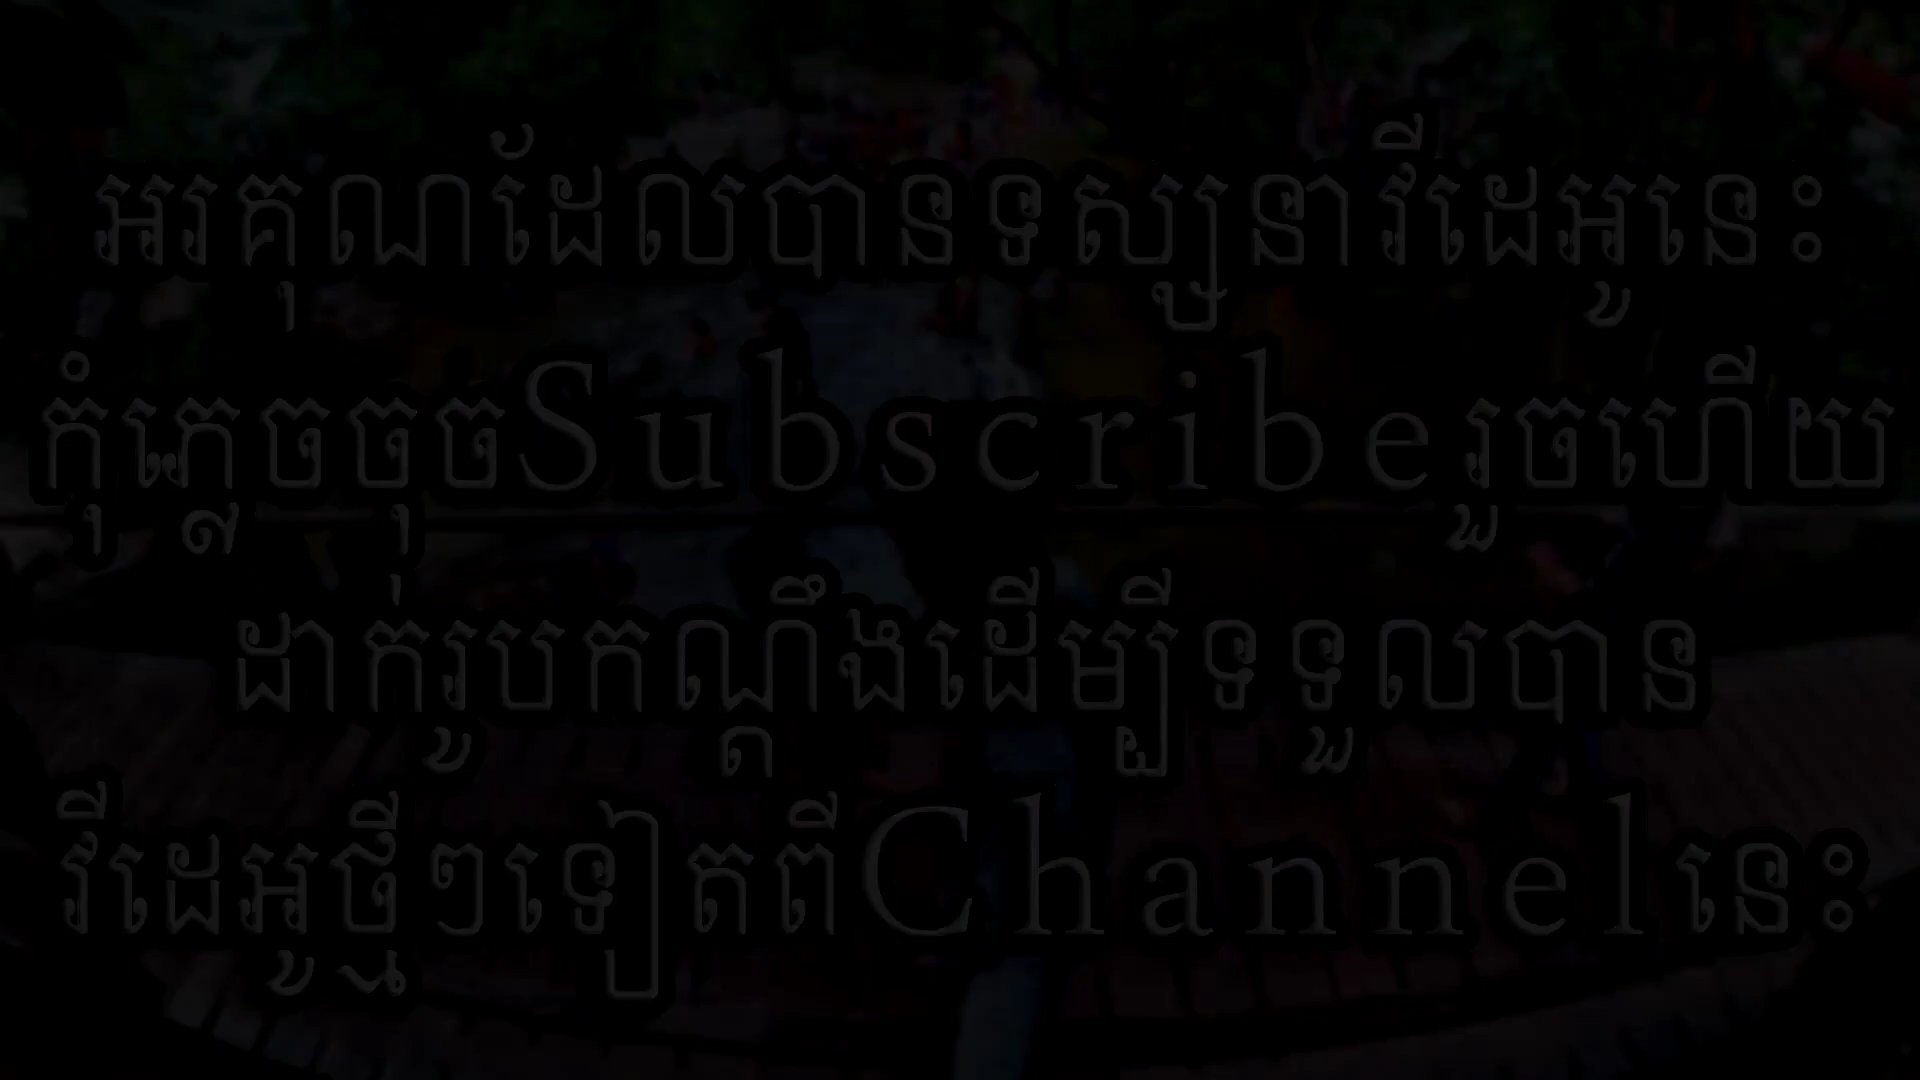 អរគុណដែលបានទស្សនាវីដេអូនេះ
កុំភ្លេចចុចSubscribeរួចហើយ
ដាក់រូបកណ្ដឹងដើម្បីទទួលបាន
វីដេអូថ្មីៗទៀតពីChannelនេះ